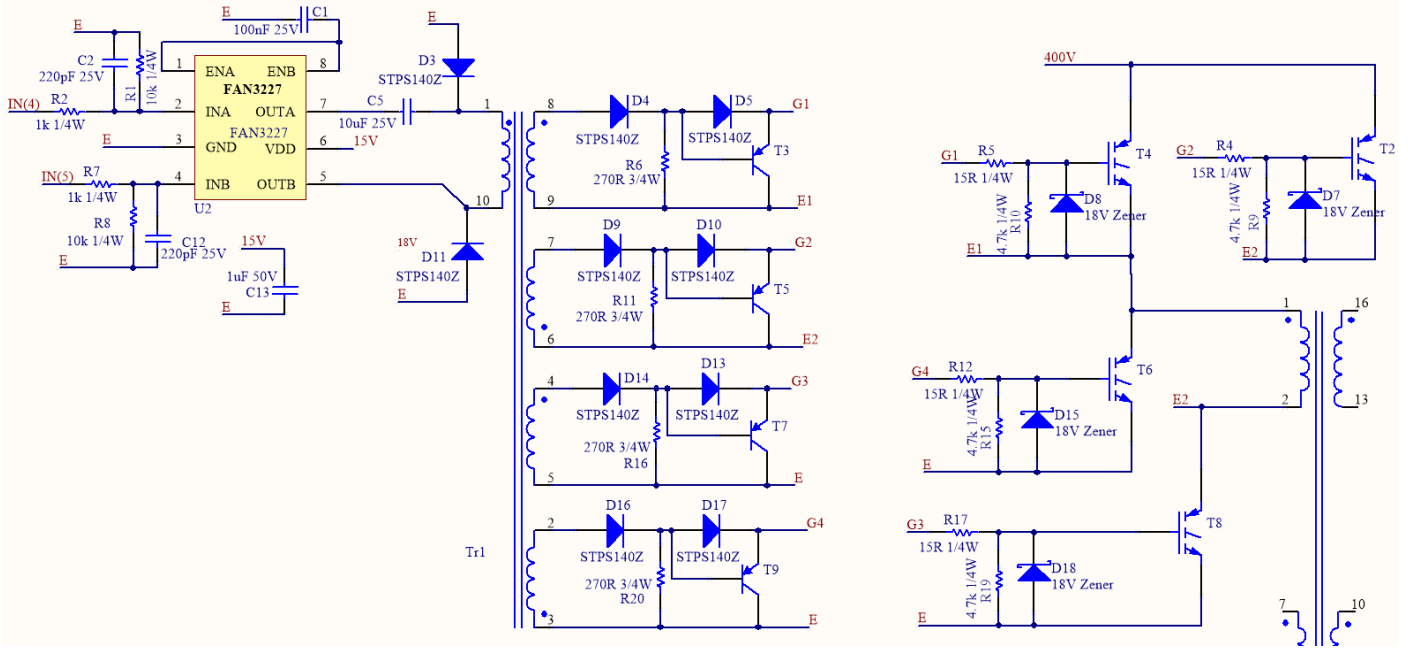 E
C1
100nF 25V
E
C2
220pF 25V
R1
10k 1/4W
IN(4)
R2
1k 1/4W
1
ENA
ENB
8
FAN3227
2
INA
OUTA
7
FAN3227
E
3
GND
VDD
6
15V
IN(5)
R7
1k 1/4W
4
INB
OUTB
5
U2
R8
10k 1/4W
C12
220pF 25V
E
15V
1uF 50V
C13
E
E
D3
STPS140Z
C5
10uF 25V
1
10
18V
D11
STPS140Z
E
Tr1
8
D4
STPS140Z
D5
STPS140Z
G1
R6
270R 3/4W
T3
9
E1
7
D9
STPS140Z
D10
STPS140Z
G2
R11
270R 3/4W
T5
6
E2
4
D14
STPS140Z
D13
STPS140Z
G3
270R 3/4W
R16
T7
5
E
2
D16
STPS140Z
D17
STPS140Z
G4
270R 3/4W
R20
T9
3
E
400V
G1
R5
15R 1/4W
T4
4.7k 1/4W
R10
D8
18V Zener
E1
G2
R4
15R 1/4W
T2
4.7k 1/4W
R9
D7
18V Zener
E2
G4
R12
15R 1/4W
T6
4.7k 1/4W
R15
D15
18V Zener
E
E2
G3
R17
15R 1/4W
T8
4.7k 1/4W
R19
D18
18V Zener
E
1
16
2
13
7
10